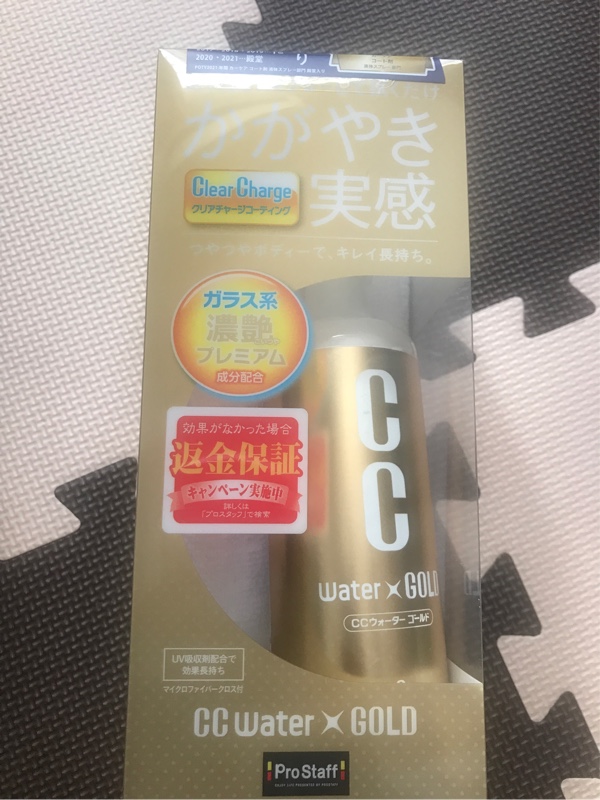 2020・2021—殿堂
り
かがやき
Clear Charge
クリアチャージコーティング
実感
つやつやボディーで、キレイ長持ち。
ガラス系
濃艶
プレミアム
成分配合
効果がなかった場合
返金保証
キャンペーン実施中
詳しくは
「プロスタッフ」で検索
CC
water GOLD
CCウォーター ゴールド
UV吸収剤配合で
効果長持ち
マイクロファイバークロス付
CC water GOLD
ProStaff
ENJOY LIFE PRESENTED BY PROSTAFF